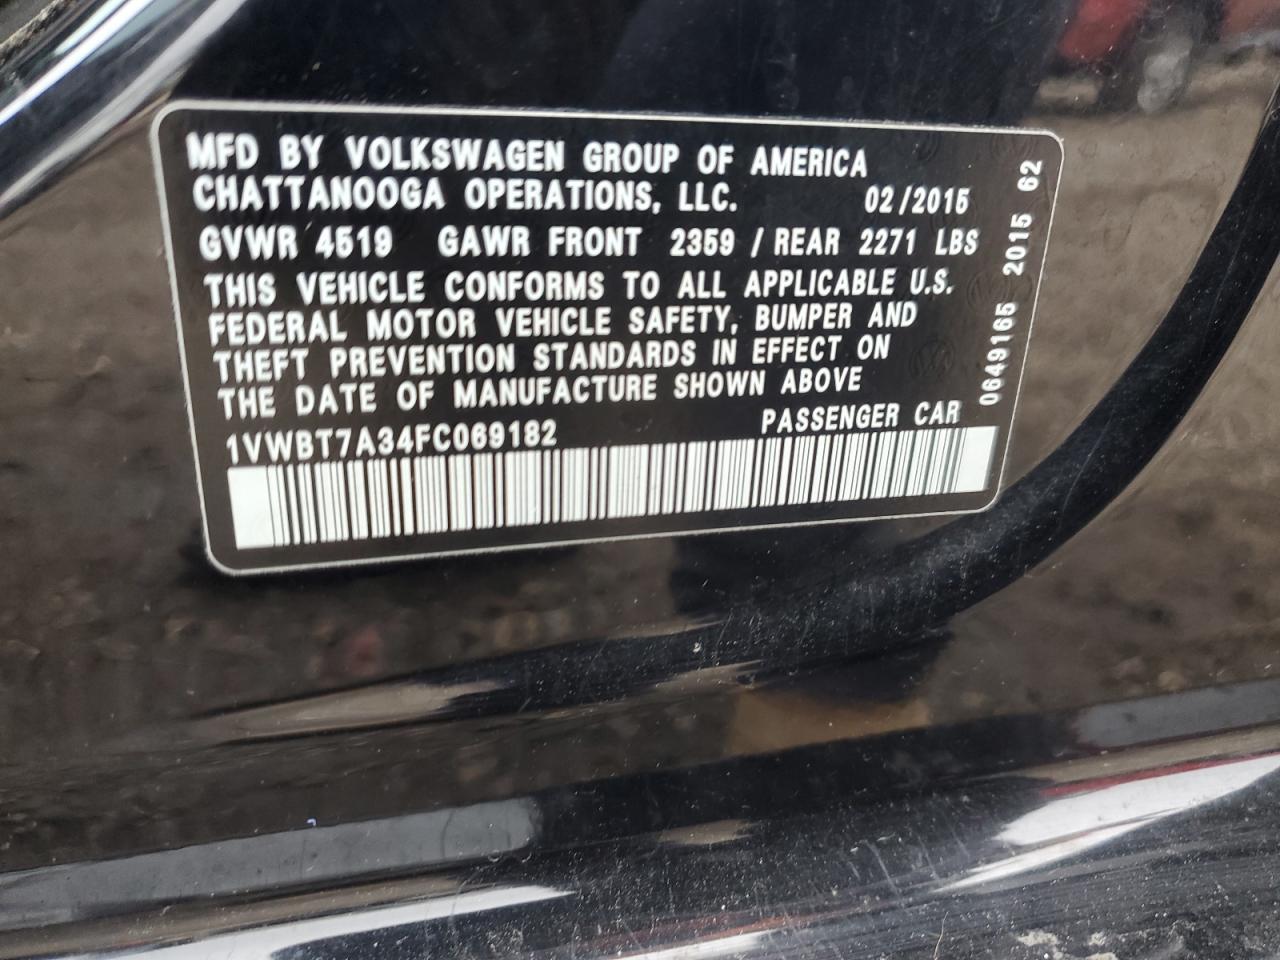 MFD BY VOLKSWAGEN GROUP OF AMERICA
CHATTANOOGA OPERATIONS, LLC. 02/2015
GVWR 4519 GAWR FRONT 2359 / REAR 2271 LBS
THIS VEHICLE CONFORMS TO ALL APPLICABLE U.S.
FEDERAL MOTOR VEHICLE SAFETY, BUMPER AND
THEFT PREVENTION STANDARDS IN EFFECT ON
THE DATE OF MANUFACTURE SHOWN ABOVE
1VWBT7A34FC069182 PASSENGER CAR
0649165 2015 62